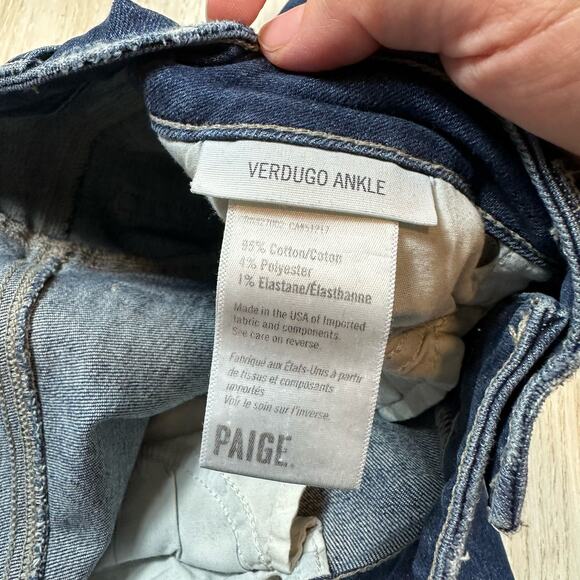 VERDUGO ANKLE
CA#51217
95% Cotton/Coton
4% Polyester
1% Elastane/Élasthanne
Made in the USA of Imported
fabric and components.
See care on reverse.
Fabriqué aux États-Unis à partir
de tissus et composants
importés
Voir le soin sur l'inverse.
PAIGE